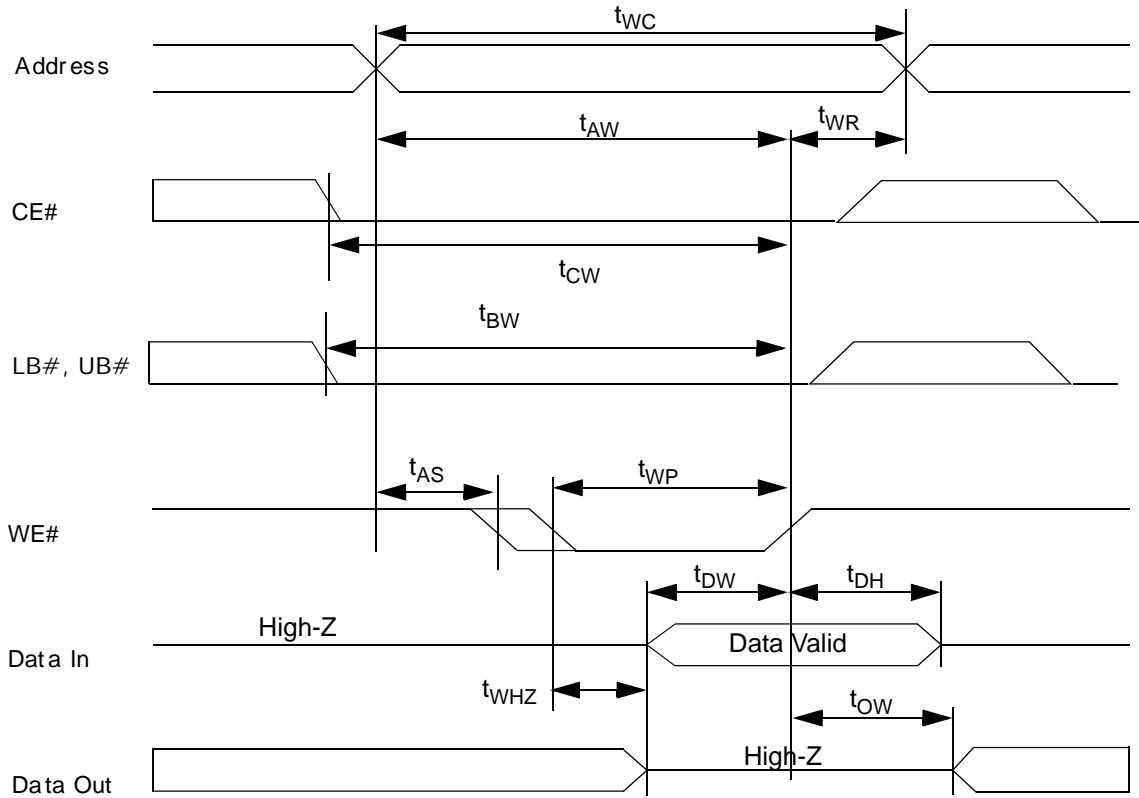 tWC
Address
tAW
tWR
CE#
tCW
tBW
LB#, UB#
tAS
tWP
WE#
tDW
tDH
High-Z
Data Valid
Data In
tWHZ
tOW
High-Z
Data Out